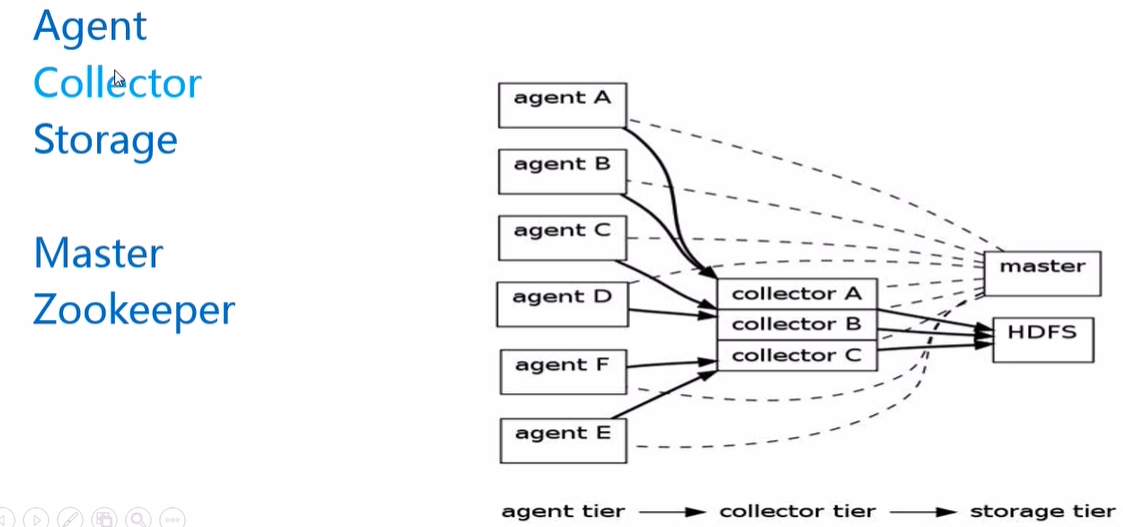 Agent
Collector
Storage
Master
Zookeeper
agent A
agent B
agent C
agent D
agent F
agent E
collector A
collector B
collector C
master
HDFS
agent tier
collector tier
storage tier